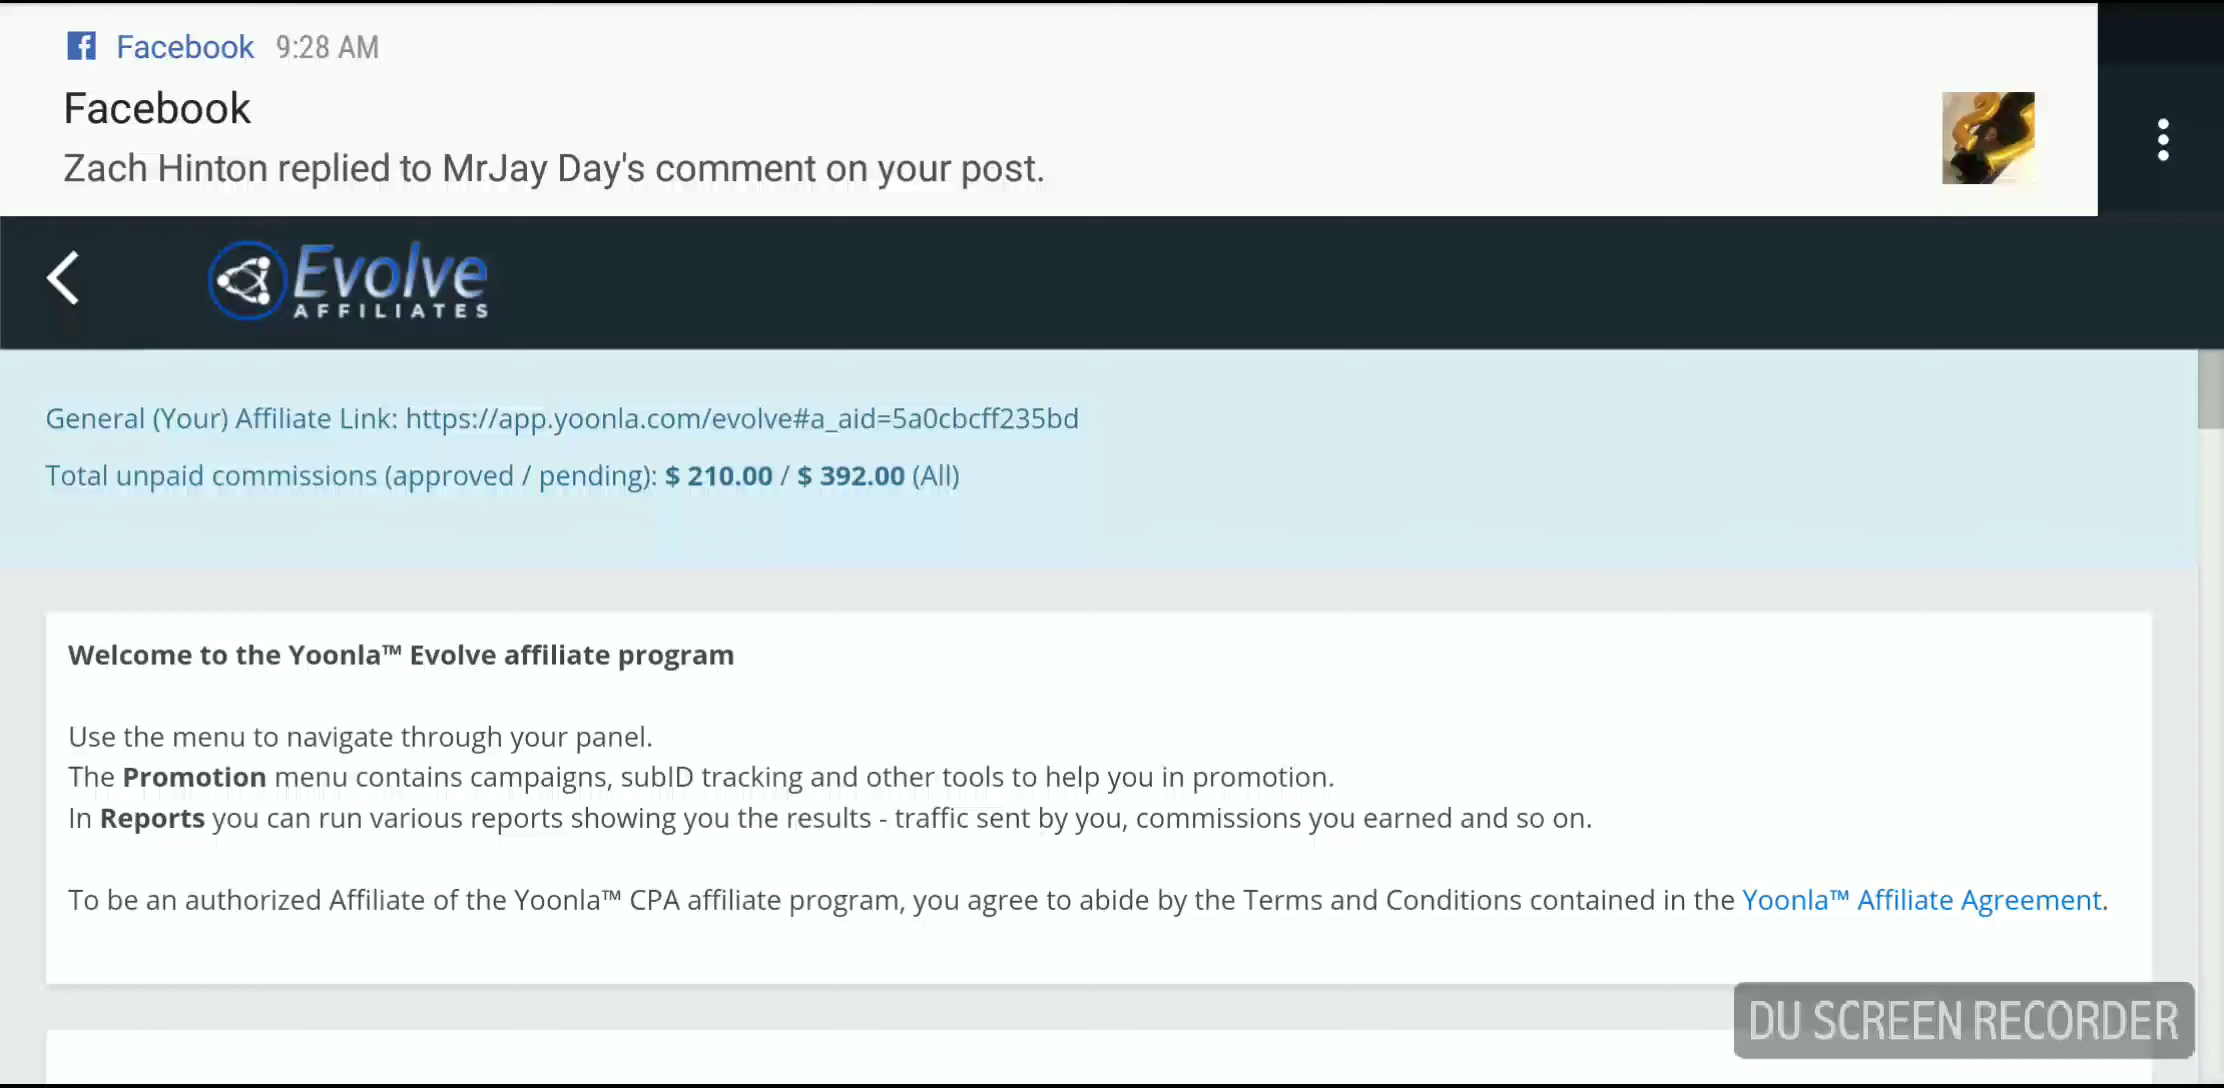 Facebook 9:28 AM
Facebook
Zach Hinton replied to MrJay Day's comment on your post.
Evolve
AFFILIATES
General (Your) Affiliate Link: https://app.yoonla.com/evolve#a_aid=5a0cbcff235bd
Total unpaid commissions (approved / pending): $ 210.00 / $ 392.00 (All)
Welcome to the Yoonla™ Evolve affiliate program
Use the menu to navigate through your panel.
The Promotion menu contains campaigns, subID tracking and other tools to help you in promotion.
In Reports you can run various reports showing you the results - traffic sent by you, commissions you earned and so on.
To be an authorized Affiliate of the Yoonla™ CPA affiliate program, you agree to abide by the Terms and Conditions contained in the Yoonla™ Affiliate Agreement.
DU SCREEN RECORDER